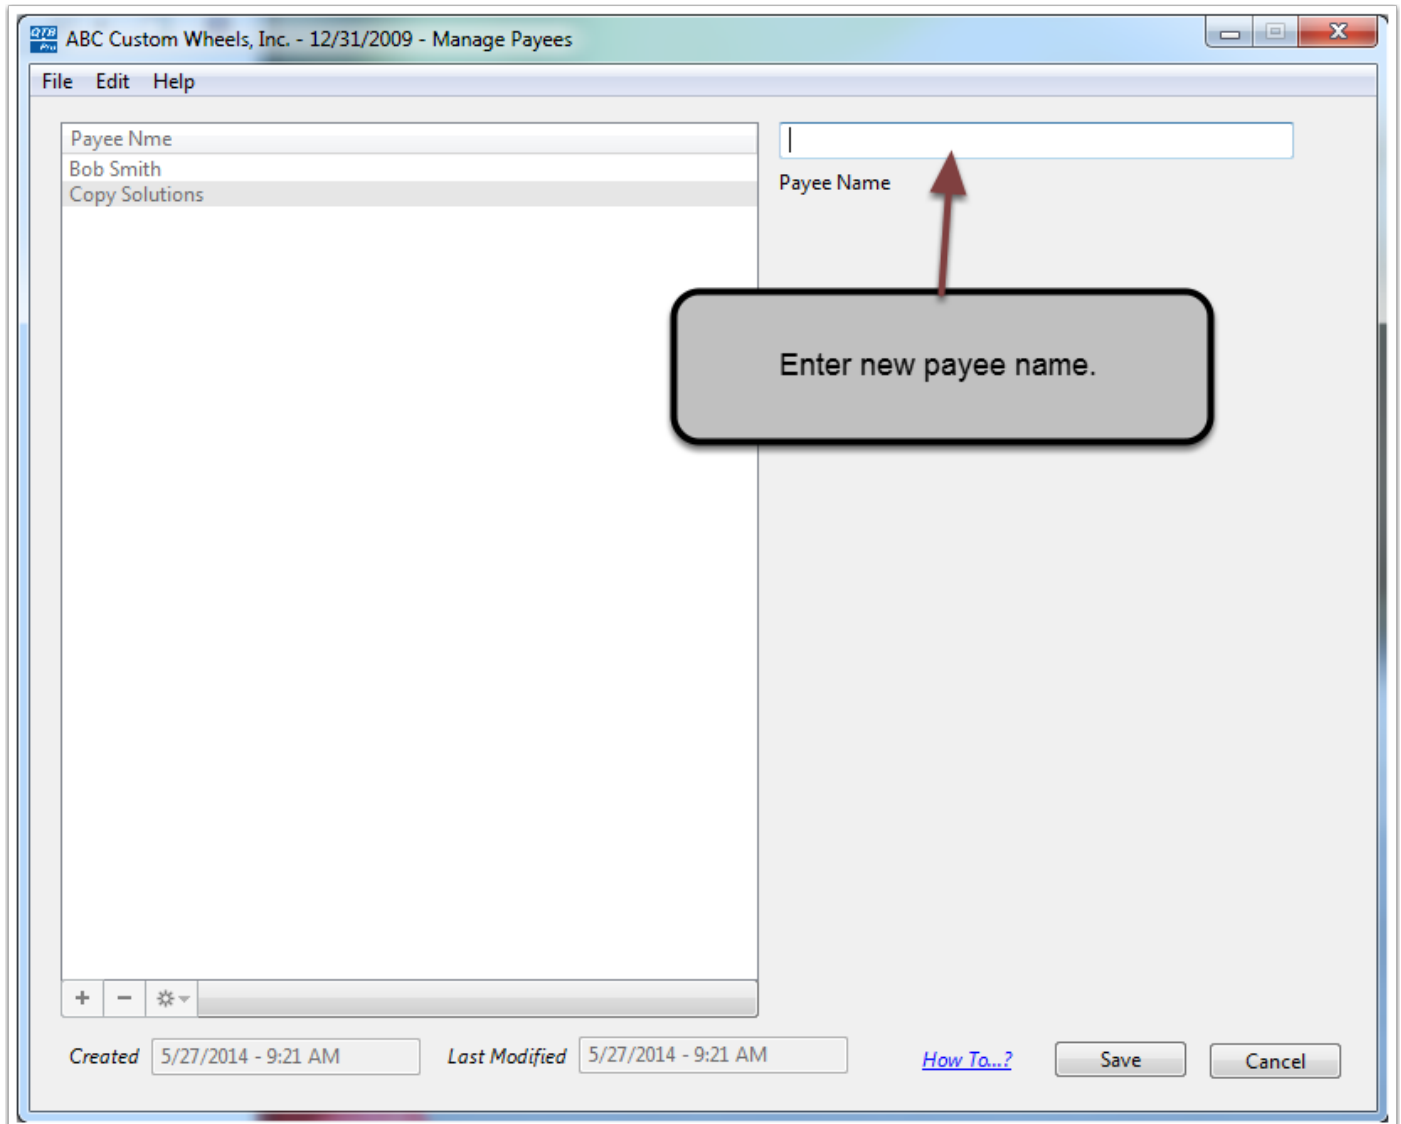 QTB
Pro
ABC Custom Wheels, Inc. - 12/31/2009 - Manage Payees
File Edit Help
Payee Nme
Bob Smith
Copy Solutions
Payee Name
Enter new payee name.
Created 5/27/2014 - 9:21 AM Last Modified 5/27/2014 - 9:21 AM How To...? Save Cancel